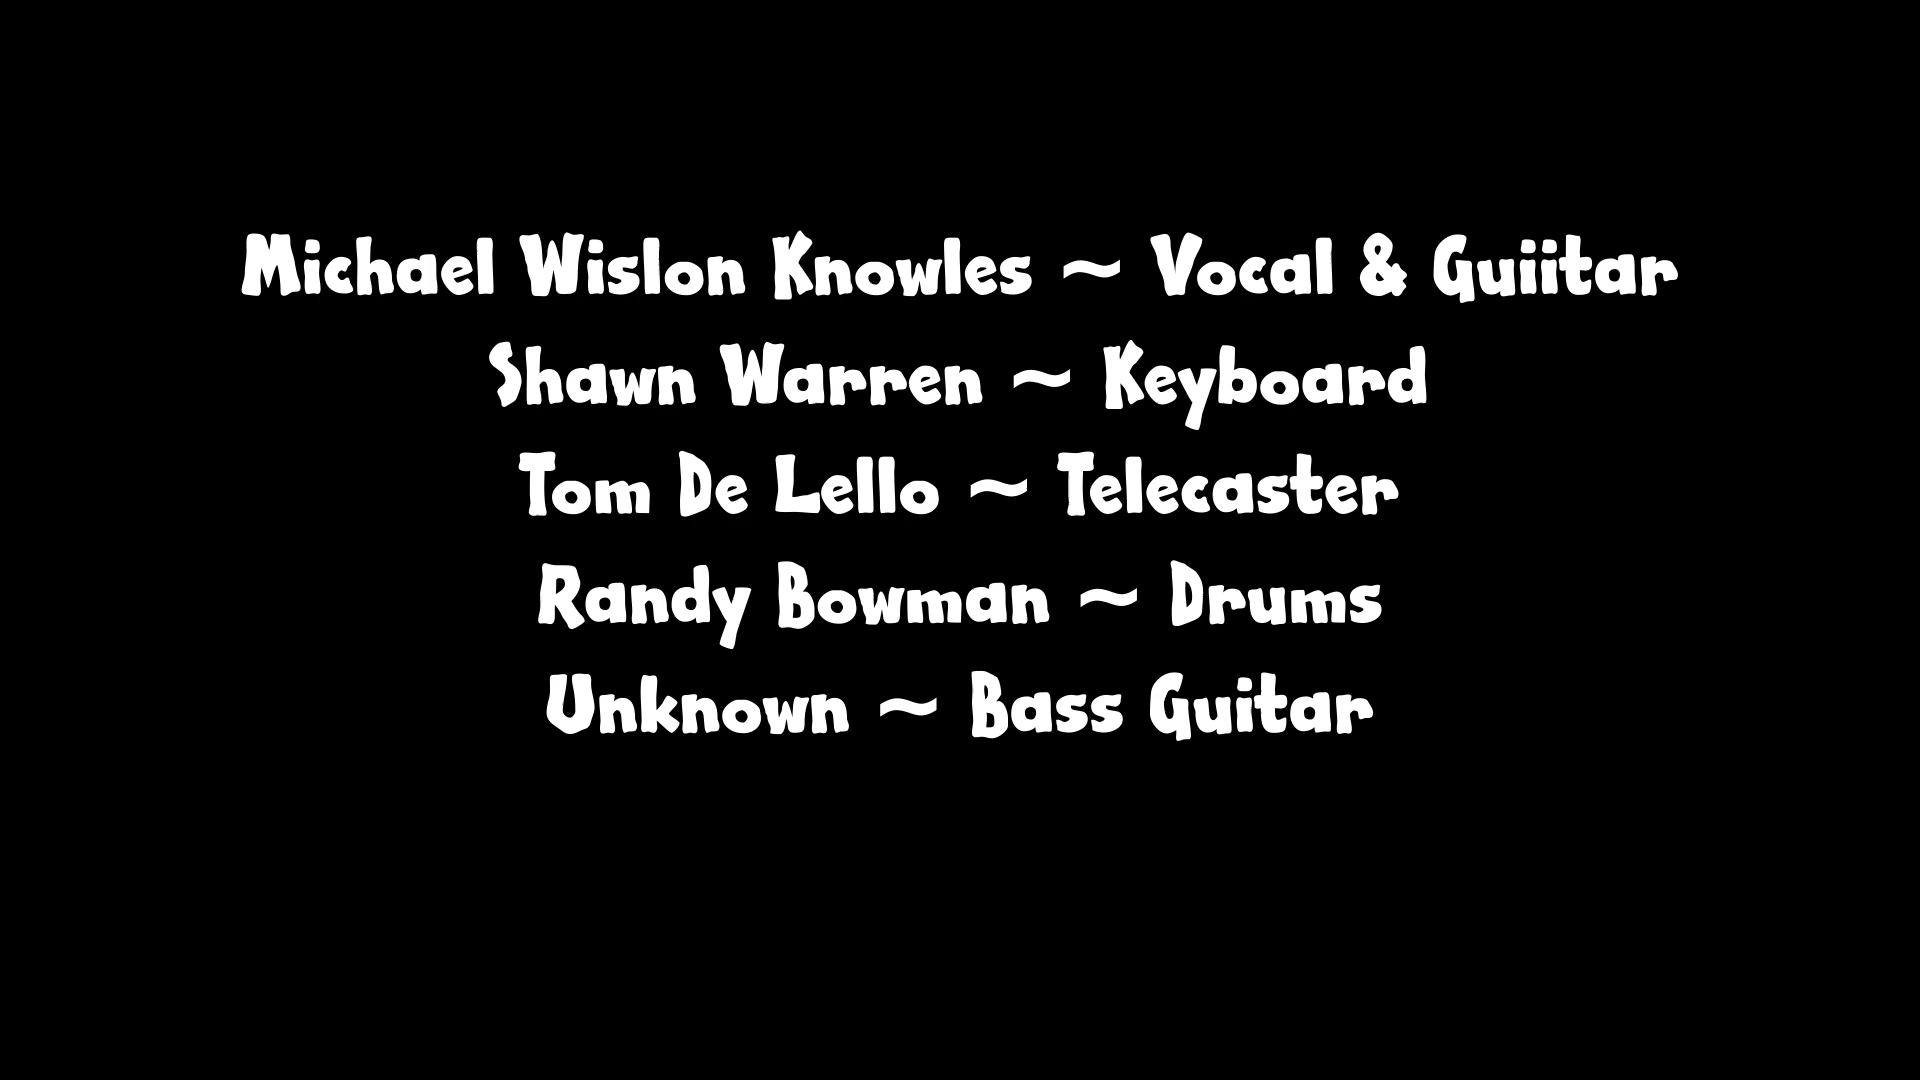 Michael Wislon Knowles ~ Vocal & Guiitar
Shawn Warren ~ Keyboard
Tom De Lello ~ Telecaster
Randy Bowman ~ Drums
Unknown ~ Bass Guitar